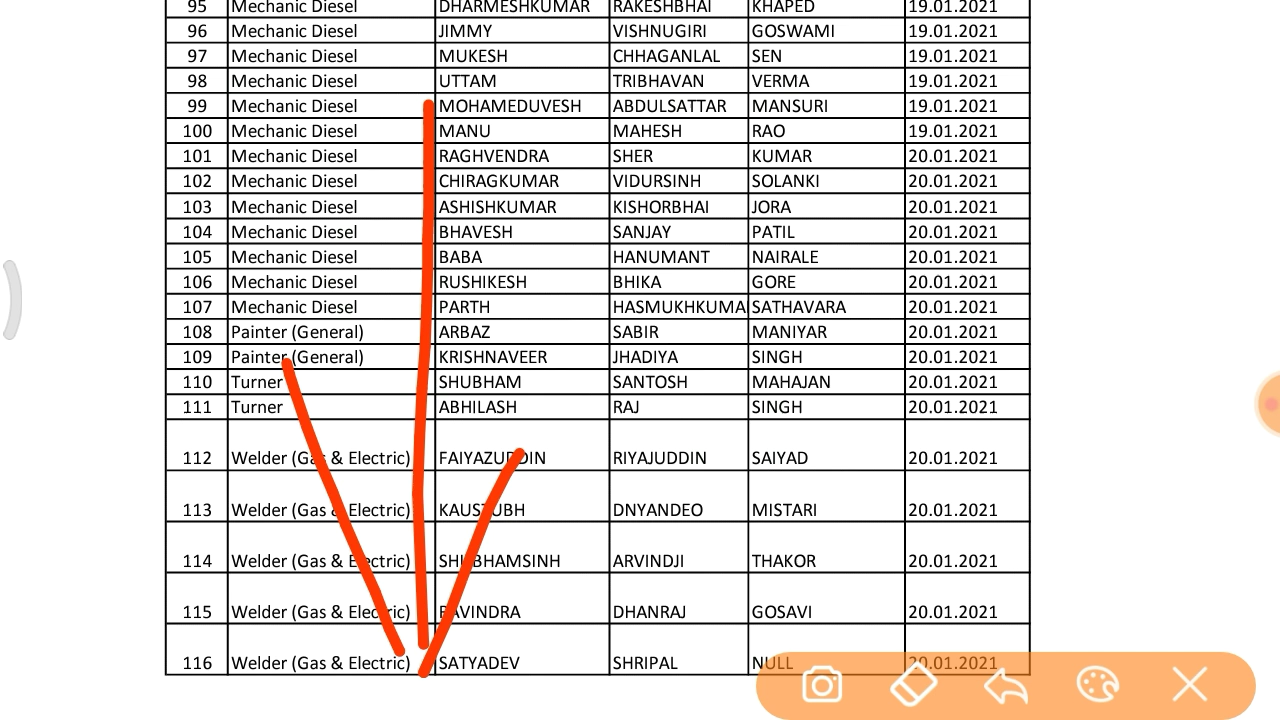 95 Mechanic Diesel DHARMESHKUMAR RAKESHBHAI KHAPED 19.01.2021
96 Mechanic Diesel JIMMY VISHNUGIRI GOSWAMI 19.01.2021
97 Mechanic Diesel MUKESH CHHAGANLAL SEN 19.01.2021
98 Mechanic Diesel UTTAM TRIBHAVAN VERMA 19.01.2021
99 Mechanic Diesel MOHAMEDUVESH ABDULSATTAR MANSURI 19.01.2021
100 Mechanic Diesel MANU MAHESH RAO 19.01.2021
101 Mechanic Diesel RAGHVENDRA SHER KUMAR 20.01.2021
102 Mechanic Diesel CHIRAGKUMAR VIDURSINH SOLANKI 20.01.2021
103 Mechanic Diesel ASHISHKUMAR KISHORBHAI JORA 20.01.2021
104 Mechanic Diesel BHAVESH SANJAY PATIL 20.01.2021
105 Mechanic Diesel BABA HANUMANT NAIRALE 20.01.2021
106 Mechanic Diesel RUSHIKESH BHIKA GORE 20.01.2021
107 Mechanic Diesel PARTH HASMUKHKUMA SATHAVARA 20.01.2021
108 Painter (General) ARBAZ SABIR MANIYAR 20.01.2021
109 Painter (General) KRISHNAVEER JHADIYA SINGH 20.01.2021
110 Turner SHUBHAM SANTOSH MAHAJAN 20.01.2021
111 Turner ABHILASH RAJ SINGH 20.01.2021
112 Welder (Gas & Electric) FAIYAZUDDIN RIYAJUDDIN SAIYAD 20.01.2021
113 Welder (Gas & Electric) KAUSTUBH DNYANDEO MISTARI 20.01.2021
114 Welder (Gas & Electric) SHUBHAMSINH ARVINDJI THAKOR 20.01.2021
115 Welder (Gas & Electric) RAVINDRA DHANRAJ GOSAVI 20.01.2021
116 Welder (Gas & Electric) SATYADEV SHRIPAL NULL 20.01.2021